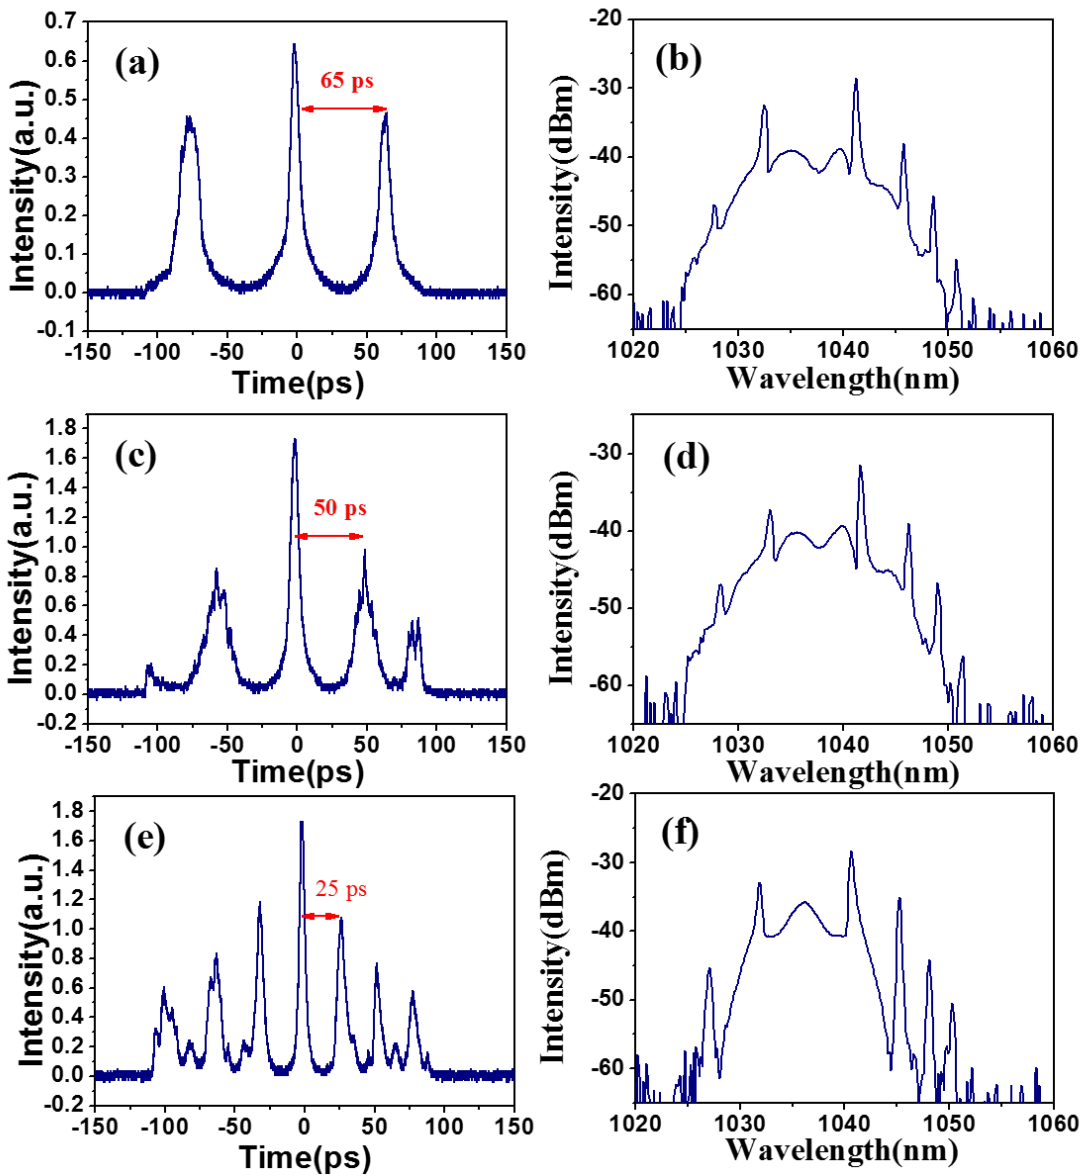 (a)
65 ps
Intensity(a.u.)
0.7
0.6
0.5
0.4
0.3
0.2
0.1
0.0
-0.1
-150 -100 -50 0 50 100 150
Time(ps)
(b)
Intensity(dBm)
-20
-30
-40
-50
-60
1020 1030 1040 1050 1060
Wavelength(nm)
(c)
50 ps
Intensity(a.u.)
1.8
1.6
1.4
1.2
1.0
0.8
0.6
0.4
0.2
0.0
-0.2
-150 -100 -50 0 50 100 150
Time(ps)
(d)
Intensity(dBm)
-30
-40
-50
-60
1020 1030 1040 1050 1060
Wavelength(nm)
(e)
25 ps
Intensity(a.u.)
1.8
1.6
1.4
1.2
1.0
0.8
0.6
0.4
0.2
0.0
-0.2
-150 -100 -50 0 50 100 150
Time(ps)
(f)
Intensity(dBm)
-20
-30
-40
-50
-60
1020 1030 1040 1050 1060
Wavelength(nm)